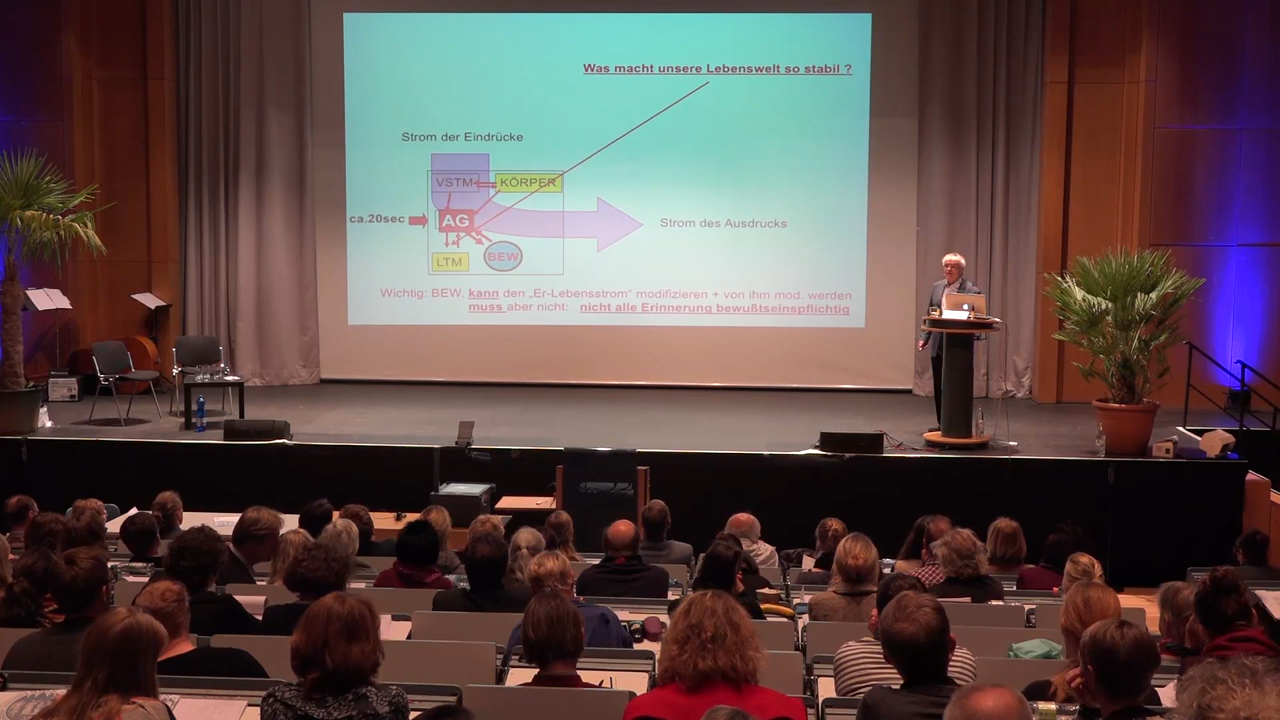 Was macht unsere Lebenswelt so stabil ?
Strom der Eindrücke
VSTM
KÖRPER
ca.20sec
AG
Strom des Ausdrucks
LTM
BEW
Wichtig: BEW. kann den „Er-Lebensstrom“ modifizieren + von ihm mod. werden
muss aber nicht: nicht alle Erinnerung bewußtseinspflichtig